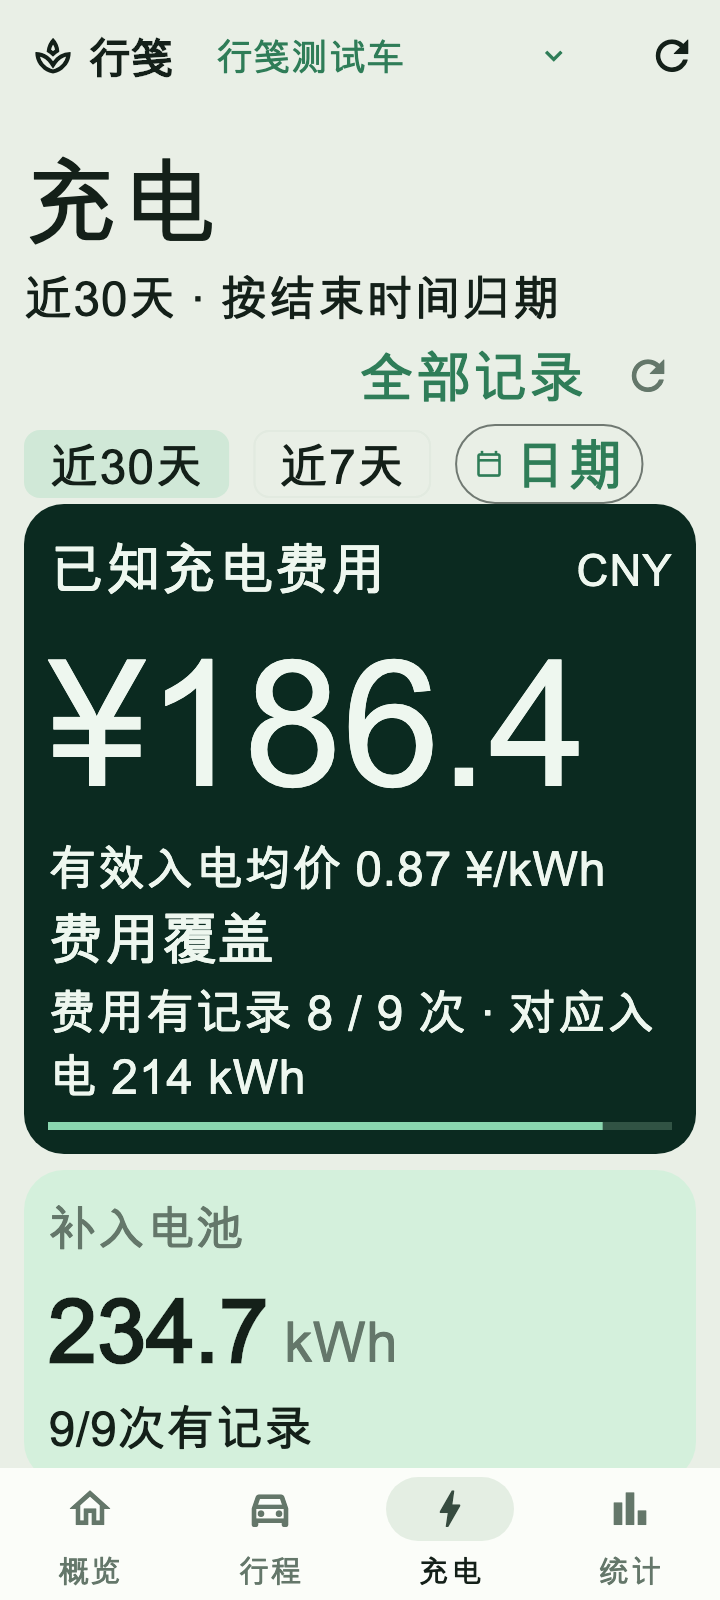 行笺 行笺测试车
充电
近30天 · 按结束时间归期
全部记录
近30天 近7天 日期
已知充电费用 CNY
¥186.4
有效入电均价 0.87 ¥/kWh
费用覆盖
费用有记录 8 / 9 次 · 对应入
电 214 kWh
补入电池
234.7 kWh
9/9次有记录
概览 行程 充电 统计